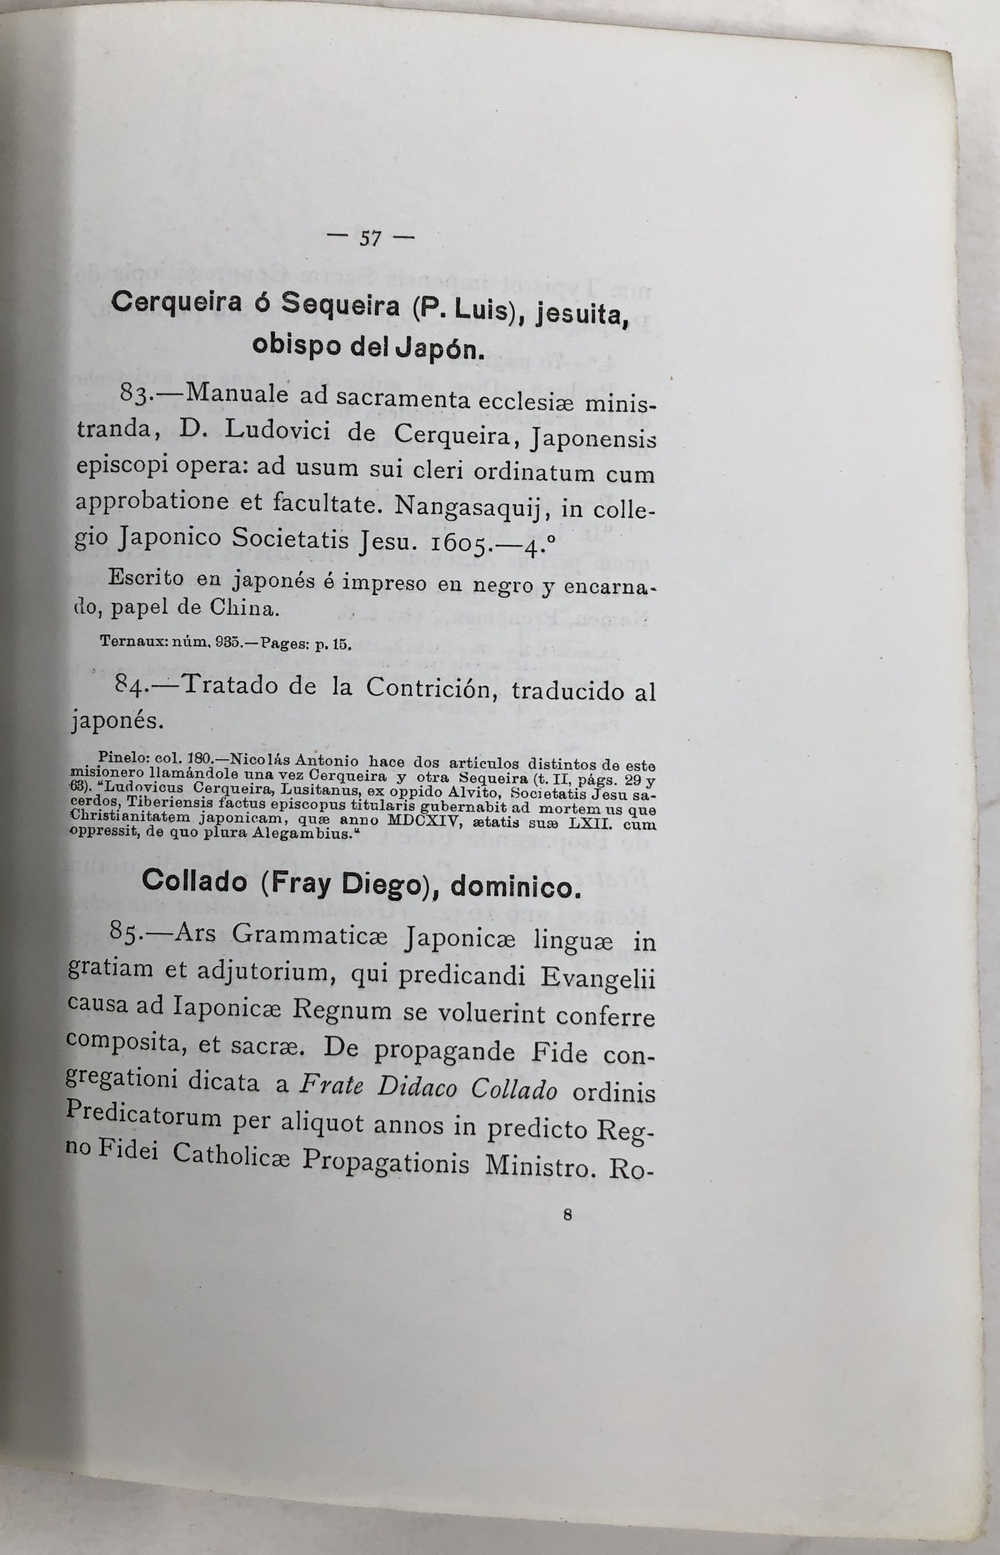 — 57 —
Cerqueira ó Sequeira (P. Luis), jesuita,
obispo del Japón.
83.—Manuale ad sacramenta ecclesiæ minis-
tranda, D. Ludovici de Cerqueira, Japonensis
episcopi opera: ad usum sui cleri ordinatum cum
approbatione et facultate. Nangasaquij, in colle-
gio Japonico Societatis Jesu. 1605.—4.º
Escrito en japonés é impreso en negro y encarna-
do, papel de China.
Ternaux: núm. 935.—Pages: p. 15.
84.—Tratado de la Contrición, traducido al
japonés.
Pinelo: col. 180.—Nicolás Antonio hace dos articulos distintos de este
misionero llamándole una vez Cerqueira y otra Sequeira (t. II, págs. 29 y
63). “Ludovicus Cerqueira, Lusitanus, ex oppido Alvito, Societatis Jesu sa-
cerdos, Tiberiensis factus episcopus titularis gubernabit ad mortem us que
Christianitatem japonicam, quæ anno MDCXIV, ætatis suæ LXII. cum
oppressit, de quo plura Alegambius.“
Collado (Fray Diego), dominico.
85.—Ars Grammaticæ Japonicæ linguæ in
gratiam et adjutorium, qui predicandi Evangelii
causa ad Iaponicæ Regnum se voluerint conferre
composita, et sacræ. De propagande Fide con-
gregationi dicata a Frate Didaco Collado ordinis
Predicatorum per aliquot annos in predicto Reg-
no Fidei Catholicæ Propagationis Ministro. Ro-
8